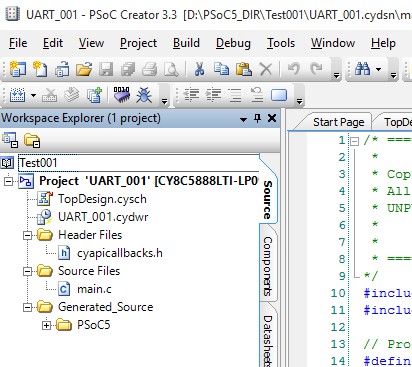 UART_001 - PSoC Creator 3.3 [D:\PSoC5_DIR\Test001\UART_001.cydsn\m
File Edit View Project Build Debug Tools Window Help
Workspace Explorer (1 project)
Test001
Project 'UART_001' [CY8C5888LTI-LP0
TopDesign.cysch
UART_001.cydwr
Header Files
cyapicallbacks.h
Source Files
main.c
Generated_Source
PSoC5
Source
Components
Datasheets
Start Page TopDe
1 /* ====
2 *
3 * Cop
4 * All
5 * UNP
6 *
7 *
8 * ===
9 */
10 #inclu
11 #inclu
12
13 // Pro
14 #defin